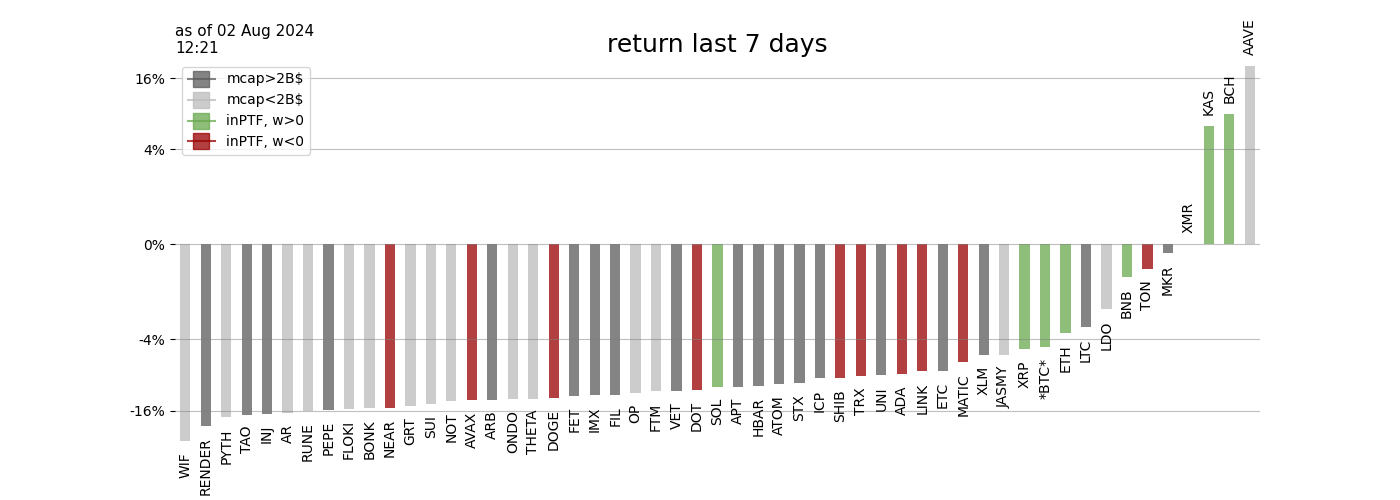 as of 02 Aug 2024
12:21
return last 7 days
mcap>2B$
mcap<2B$
inPTF, w>0
inPTF, w<0
16%
4%
0%
-4%
-16%
WIF
RENDER
PYTH
TAO
INJ
AR
RUNE
PEPE
FLOKI
BONK
NEAR
GRT
SUI
NOT
AVAX
ARB
ONDO
THETA
DOGE
FET
IMX
FIL
OP
FTM
VET
DOT
SOL
APT
HBAR
ATOM
STX
ICP
SHIB
TRX
UNI
ADA
LINK
ETC
MATIC
XLM
JASMY
XRP
*BTC*
ETH
LTC
LDO
BNB
TON
MKR
XMR
KAS
BCH
AAVE